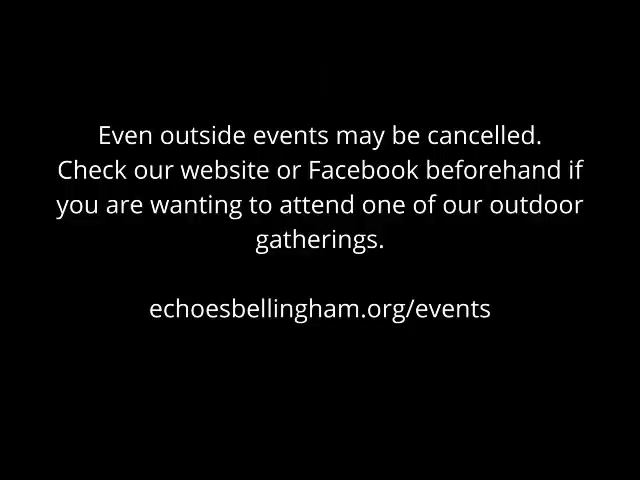 Even outside events may be cancelled.
Check our website or Facebook beforehand if
you are wanting to attend one of our outdoor
gatherings.
echoesbellingham.org/events